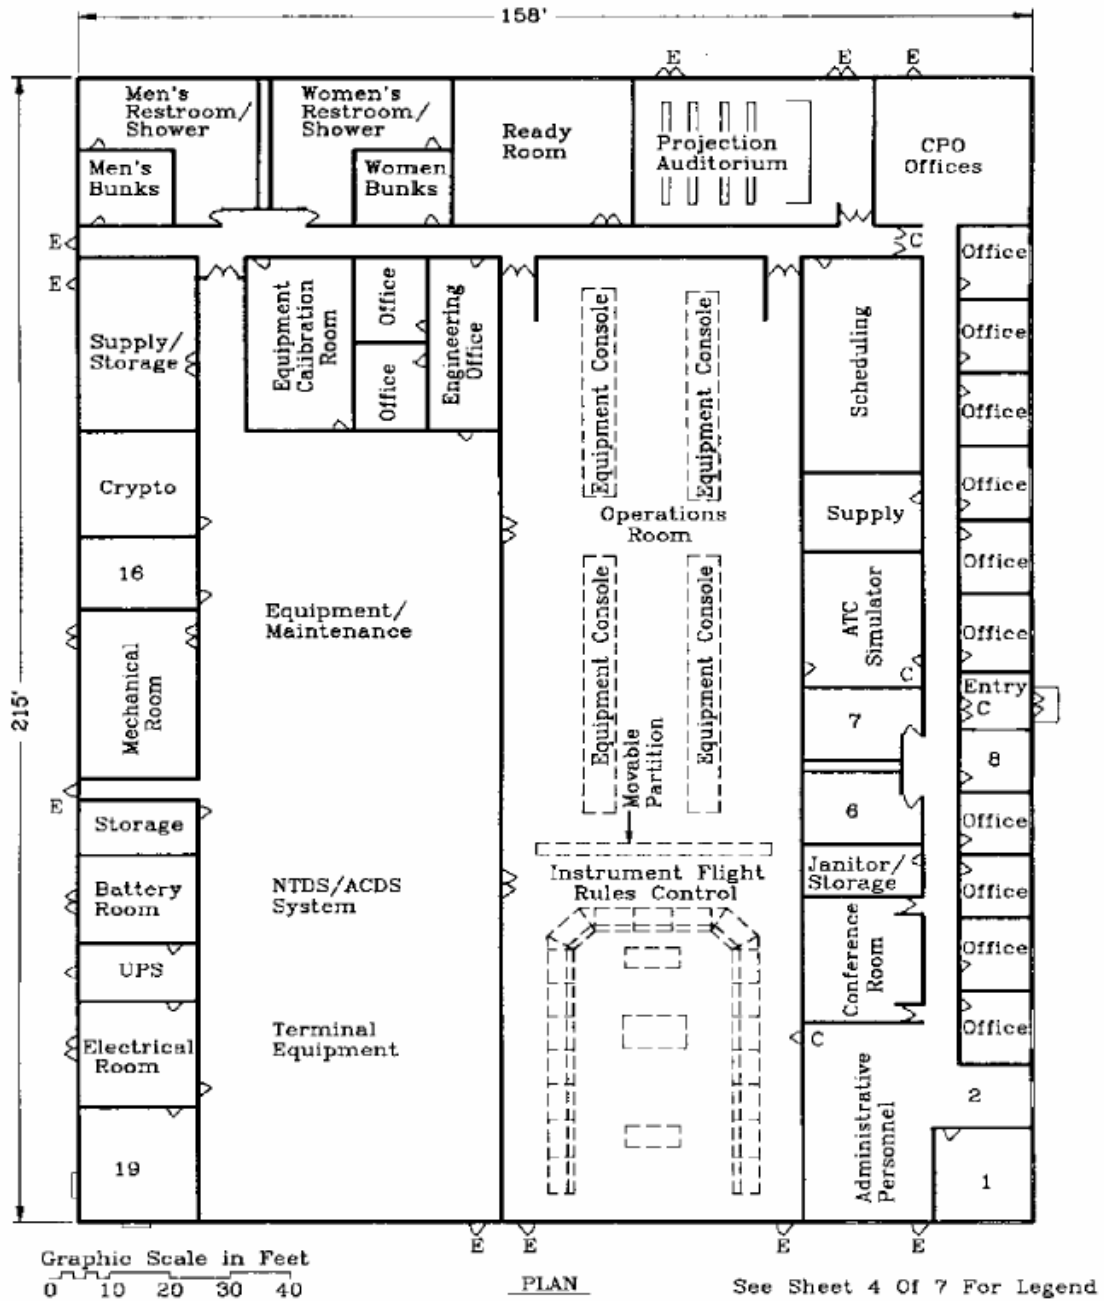 158'
E
E
E
Men's
Restroom/
Shower
Women's
Restroom/
Shower
Ready
Room
Projection
Auditorium
CPO
Offices
Men's
Bunks
Women
Bunks
E
C
Office
E
Supply/
Storage
Equipment
Calibration
Room
Office
Office
Engineering
Office
Equipment Console
Equipment Console
Scheduling
Office
Office
Office
Crypto
Operations
Room
Supply
16
Equipment/
Maintenance
Equipment Console
Equipment Console
ATC
Simulator
C
Office
Office
Entry
C
215'
Mechanical
Room
Movable
Partition
7
8
E
Storage
6
Office
Battery
Room
NTDS/ACDS
System
Instrument Flight
Rules Control
Janitor/
Storage
Office
UPS
Conference
Room
Office
Electrical
Room
Terminal
Equipment
C
Office
Administrative
Personnel
2
19
1
E
E
E
E
Graphic Scale in Feet
0 10 20 30 40
PLAN
See Sheet 4 Of 7 For Legend